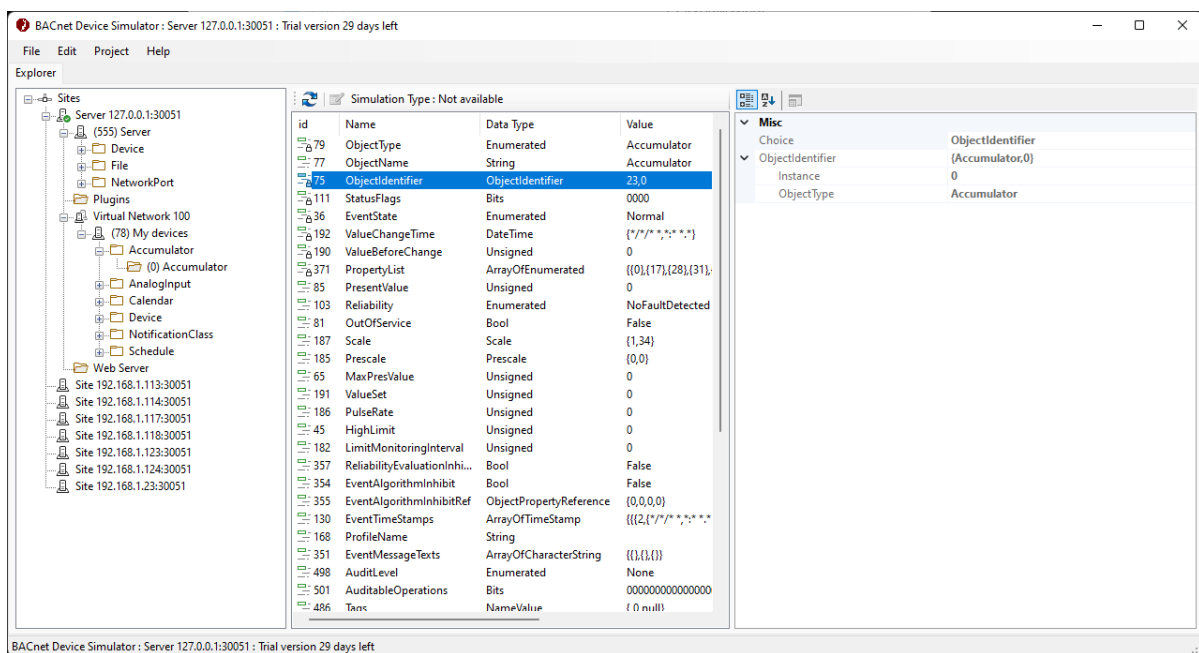 BACnet Device Simulator : Server 127.0.0.1:30051 : Trial version 29 days left
File Edit Project Help
Explorer
Sites
Server 127.0.0.1:30051
(555) Server
Device
File
NetworkPort
Plugins
Virtual Network 100
(78) My devices
Accumulator
(0) Accumulator
AnalogInput
Calendar
Device
NotificationClass
Schedule
Web Server
Site 192.168.1.113:30051
Site 192.168.1.114:30051
Site 192.168.1.117:30051
Site 192.168.1.118:30051
Site 192.168.1.123:30051
Site 192.168.1.124:30051
Site 192.168.1.23:30051
Simulation Type : Not available
id Name Data Type Value
79 ObjectType Enumerated Accumulator
77 ObjectName String Accumulator
75 ObjectIdentifier ObjectIdentifier 23,0
111 StatusFlags Bits 0000
36 EventState Enumerated Normal
192 ValueChangeTime DateTime {*/*/* *,*:* *.*}
190 ValueBeforeChange Unsigned 0
371 PropertyList ArrayOfEnumerated {{0},{17},{28},{31},
85 PresentValue Unsigned 0
103 Reliability Enumerated NoFaultDetected
81 OutOfService Bool False
187 Scale Scale {1,34}
185 Prescale Prescale {0,0}
65 MaxPresValue Unsigned 0
191 ValueSet Unsigned 0
186 PulseRate Unsigned 0
45 HighLimit Unsigned 0
182 LimitMonitoringInterval Unsigned 0
357 ReliabilityEvaluationInhi... Bool False
354 EventAlgorithmInhibit Bool False
355 EventAlgorithmInhibitRef ObjectPropertyReference {0,0,0,0}
130 EventTimeStamps ArrayOfTimeStamp {{{2,{*/*/* *,*:* *.*
168 ProfileName String
351 EventMessageTexts ArrayOfCharacterString {{},{},{}}
498 AuditLevel Enumerated None
501 AuditableOperations Bits 0000000000000000
486 Tags NameValue { 0 null}
Misc
Choice ObjectIdentifier
ObjectIdentifier {Accumulator,0}
Instance 0
ObjectType Accumulator
BACnet Device Simulator : Server 127.0.0.1:30051 : Trial version 29 days left